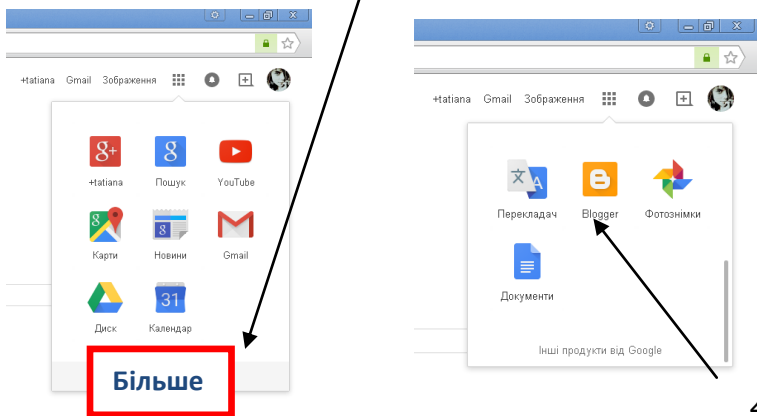 +tatiana Gmail Зображення
+tatiana Пошук YouTube
Карти Новини Gmail
31
Диск Календар
Більше
+tatiana Gmail Зображення
Перекладач Blogger Фотознімки
Документи
Інші продукти від Google